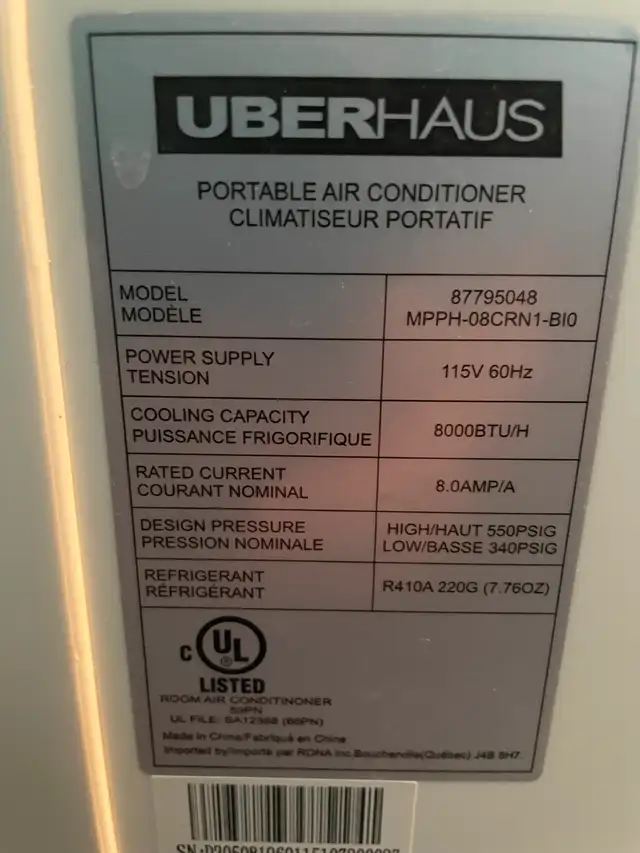 UBERHAUS
PORTABLE AIR CONDITIONER
CLIMATISEUR PORTATIF
MODEL
MODÈLE
87795048
MPPH-08CRN1-BI0
POWER SUPPLY
TENSION
115V 60Hz
COOLING CAPACITY
PUISSANCE FRIGORIFIQUE
8000BTU/H
RATED CURRENT
COURANT NOMINAL
8.0AMP/A
DESIGN PRESSURE
PRESSION NOMINALE
HIGH/HAUT 550PSIG
LOW/BASSE 340PSIG
REFRIGERANT
RÉFRIGÉRANT
R410A 220G (7.76OZ)
C UL ®
LISTED
ROOM AIR CONDITINONER
UL FILE:
Made in China/Fabriqué en China
Imported by/Importé par RONA Inc.Boucherville(Québec) J4B 8H7.